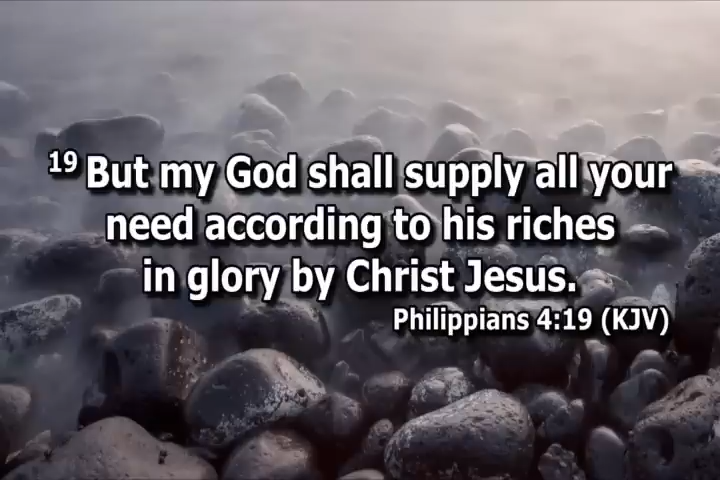 19 But my God shall supply all your
need according to his riches
in glory by Christ Jesus.
Philippians 4:19 (KJV)